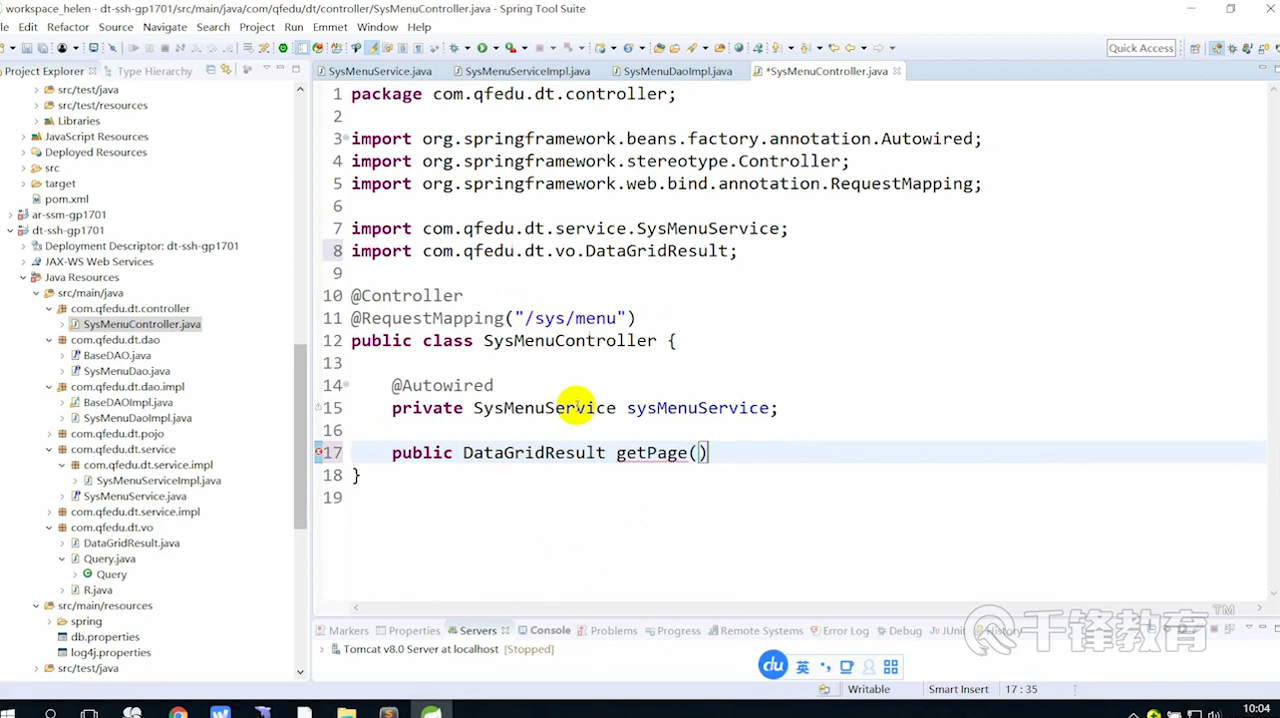 workspace_helen - dt-ssh-gp1701/src/main/java/com/qfedu/dt/controller/SysMenuController.java - Spring Tool Suite
Edit Refactor Source Navigate Search Project Run Emmet Window Help
Quick Access
Project Explorer Type Hierarchy
SysMenuService.java SysMenuServiceImpl.java SysMenuDaoImpl.java *SysMenuController.java
src/test/java
src/test/resources
Libraries
JavaScript Resources
Deployed Resources
src
target
pom.xml
ar-ssm-gp1701
dt-ssh-gp1701
Deployment Descriptor: dt-ssh-gp1701
JAX-WS Web Services
Java Resources
src/main/java
com.qfedu.dt.controller
SysMenuController.java
com.qfedu.dt.dao
BaseDAO.java
SysMenuDao.java
com.qfedu.dt.dao.impl
BaseDAOImpl.java
SysMenuDaoImpl.java
com.qfedu.dt.pojo
com.qfedu.dt.service
com.qfedu.dt.service.impl
SysMenuServiceImpl.java
SysMenuService.java
com.qfedu.dt.service.impl
com.qfedu.dt.vo
DataGridResult.java
Query.java
Query
R.java
src/main/resources
spring
db.properties
log4j.properties
src/test/java
1 package com.qfedu.dt.controller;
2
3 import org.springframework.beans.factory.annotation.Autowired;
4 import org.springframework.stereotype.Controller;
5 import org.springframework.web.bind.annotation.RequestMapping;
6
7 import com.qfedu.dt.service.SysMenuService;
8 import com.qfedu.dt.vo.DataGridResult;
9
10 @Controller
11 @RequestMapping("/sys/menu")
12 public class SysMenuController {
13
14 @Autowired
15 private SysMenuService sysMenuService;
16
17 public DataGridResult getPage()
18 }
19
Markers Properties Servers Console Problems Progress Remote Systems Error Log Debug JUnit History
Tomcat v8.0 Server at localhost [Stopped]
千锋教育 TM
du 英
Writable Smart Insert 17 : 35
10:04